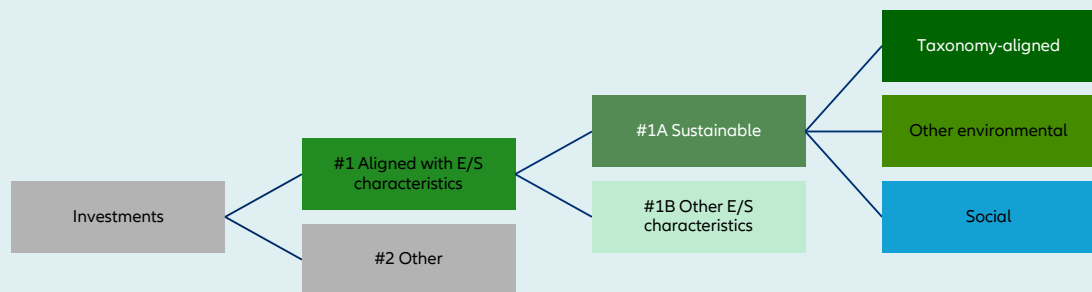 Investments
#1 Aligned with E/S
characteristics
#2 Other
#1A Sustainable
#1B Other E/S
characteristics
Taxonomy-aligned
Other environmental
Social